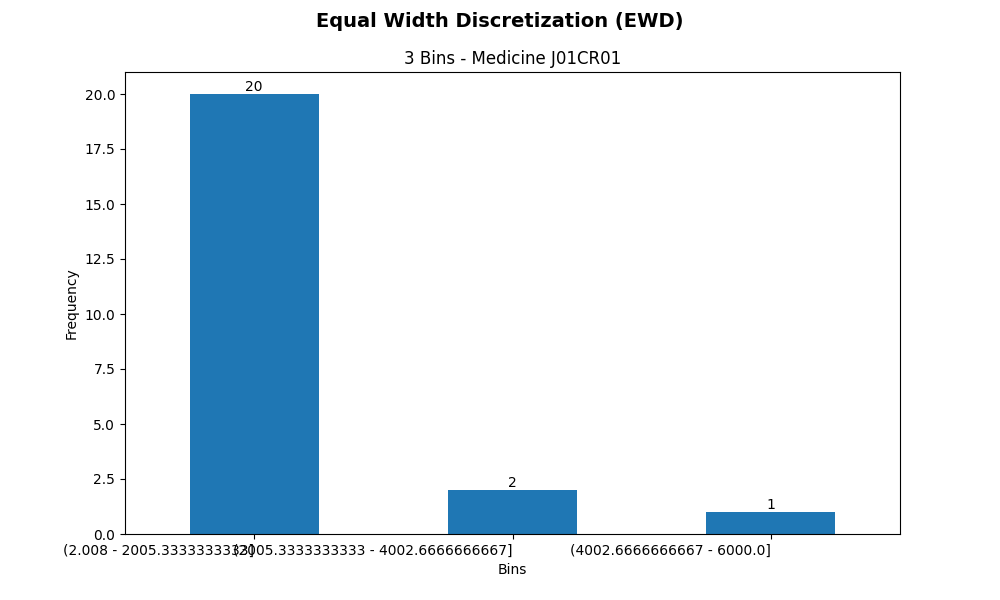 Equal Width Discretization (EWD)
3 Bins - Medicine J01CR01
20
20.0
17.5
15.0
12.5
10.0
7.5
5.0
2.5
0.0
Frequency
2
1
(2.008 - 2005.3333333333]
(2005.3333333333 - 4002.6666666667]
(4002.6666666667 - 6000.0]
Bins